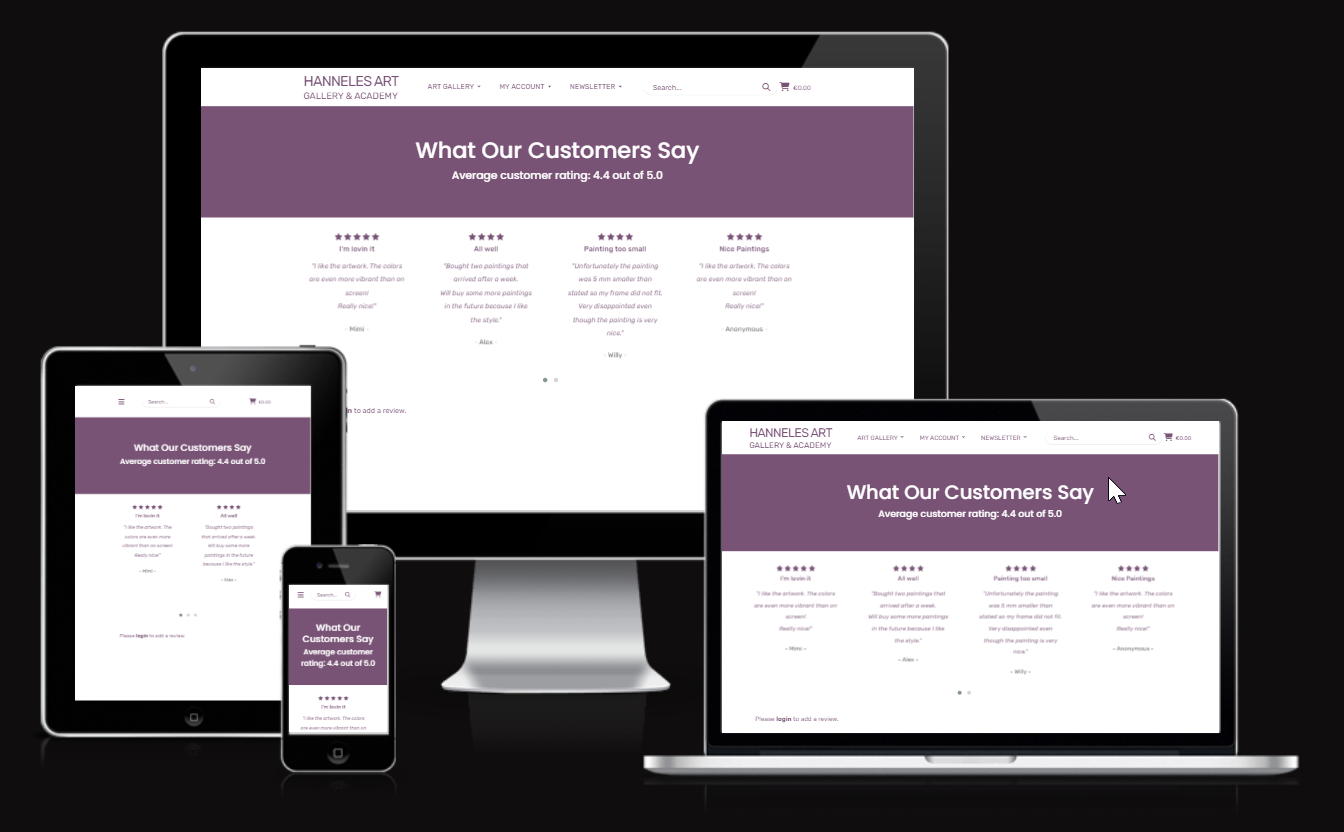 HANNELES ART
GALLERY & ACADEMY
ART GALLERY
MY ACCOUNT
NEWSLETTER
Search...
€0.00
What Our Customers Say
Average customer rating: 4.4 out of 5.0
I'm lovin it
"I like the artwork. The colors
are even more vibrant than on
screen!
Really nice!"
- Mimi -
All well
"Bought two paintings that
arrived after a week.
Will buy some more paintings
in the future because I like
the style."
- Alex -
Painting too small
"Unfortunately the painting
was 5 mm smaller than
stated so my frame did not fit.
Very disappointed even
though the painting is very
nice."
- Willy -
Nice Paintings
"I like the artwork. The colors
are even more vibrant than on
screen!
Really nice!"
- Anonymous -
in to add a review.
Search...
€0.00
What Our Customers Say
Average customer rating: 4.4 out of 5.0
I'm lovin it
"I like the artwork. The
colors are even more
vibrant than on screen!
Really nice!"
- Mimi -
All well
"Bought two paintings
that arrived after a week.
Will buy some more
paintings in the future
because I like the style."
- Alex -
Please login to add a review.
Search...
What Our
Customers Say
Average customer
rating: 4.4 out of 5.0
I'm lovin it
"I like the artwork. The colors
are even more vibrant than on
HANNELES ART
GALLERY & ACADEMY
ART GALLERY
MY ACCOUNT
NEWSLETTER
Search...
€0.00
What Our Customers Say
Average customer rating: 4.4 out of 5.0
I'm lovin it
"I like the artwork. The colors
are even more vibrant than on
screen!
Really nice!"
- Mimi -
All well
"Bought two paintings that
arrived after a week.
Will buy some more paintings
in the future because I like
the style."
- Alex -
Painting too small
"Unfortunately the painting
was 5 mm smaller than
stated so my frame did not fit.
Very disappointed even
though the painting is very
nice."
- Willy -
Nice Paintings
"I like the artwork. The colors
are even more vibrant than on
screen!
Really nice!"
- Anonymous -
Please login to add a review.